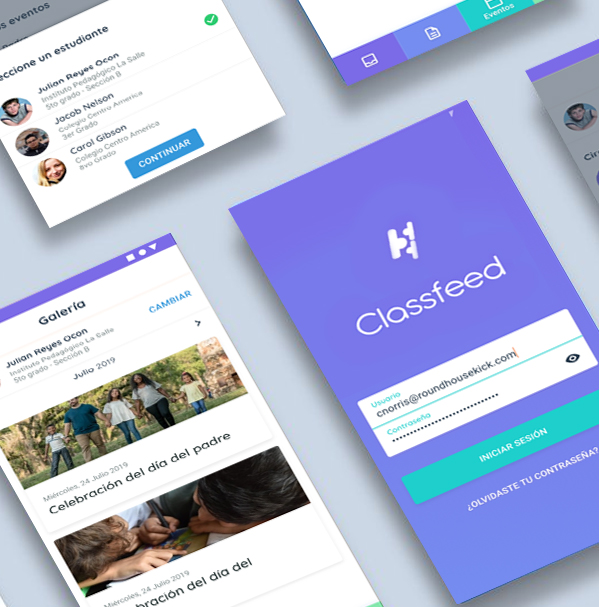 s eventos
eccione un estudiante
Julian Reyes Ocon
Instituto Pedagógico La Salle
5to grado - Sección B
Jacob Nelson
Colegio Centro America
3er Grado
Carol Gibson
Colegio Centro America
8vo Grado
CONTINUAR
Eventos
Galería
Julian Reyes Ocon
Instituto Pedagógico La Salle
5to grado - Sección B
CAMBIAR
Julio 2019
Miércoles, 24 Julio 2019
Celebración del día del padre
Miércoles, 24 Julio 2019
bración del día del
Classfeed
Usuario
cnorris@roundhousekick.com
Contraseña
INICIAR SESIÓN
¿OLVIDASTE TU CONTRASEÑA?